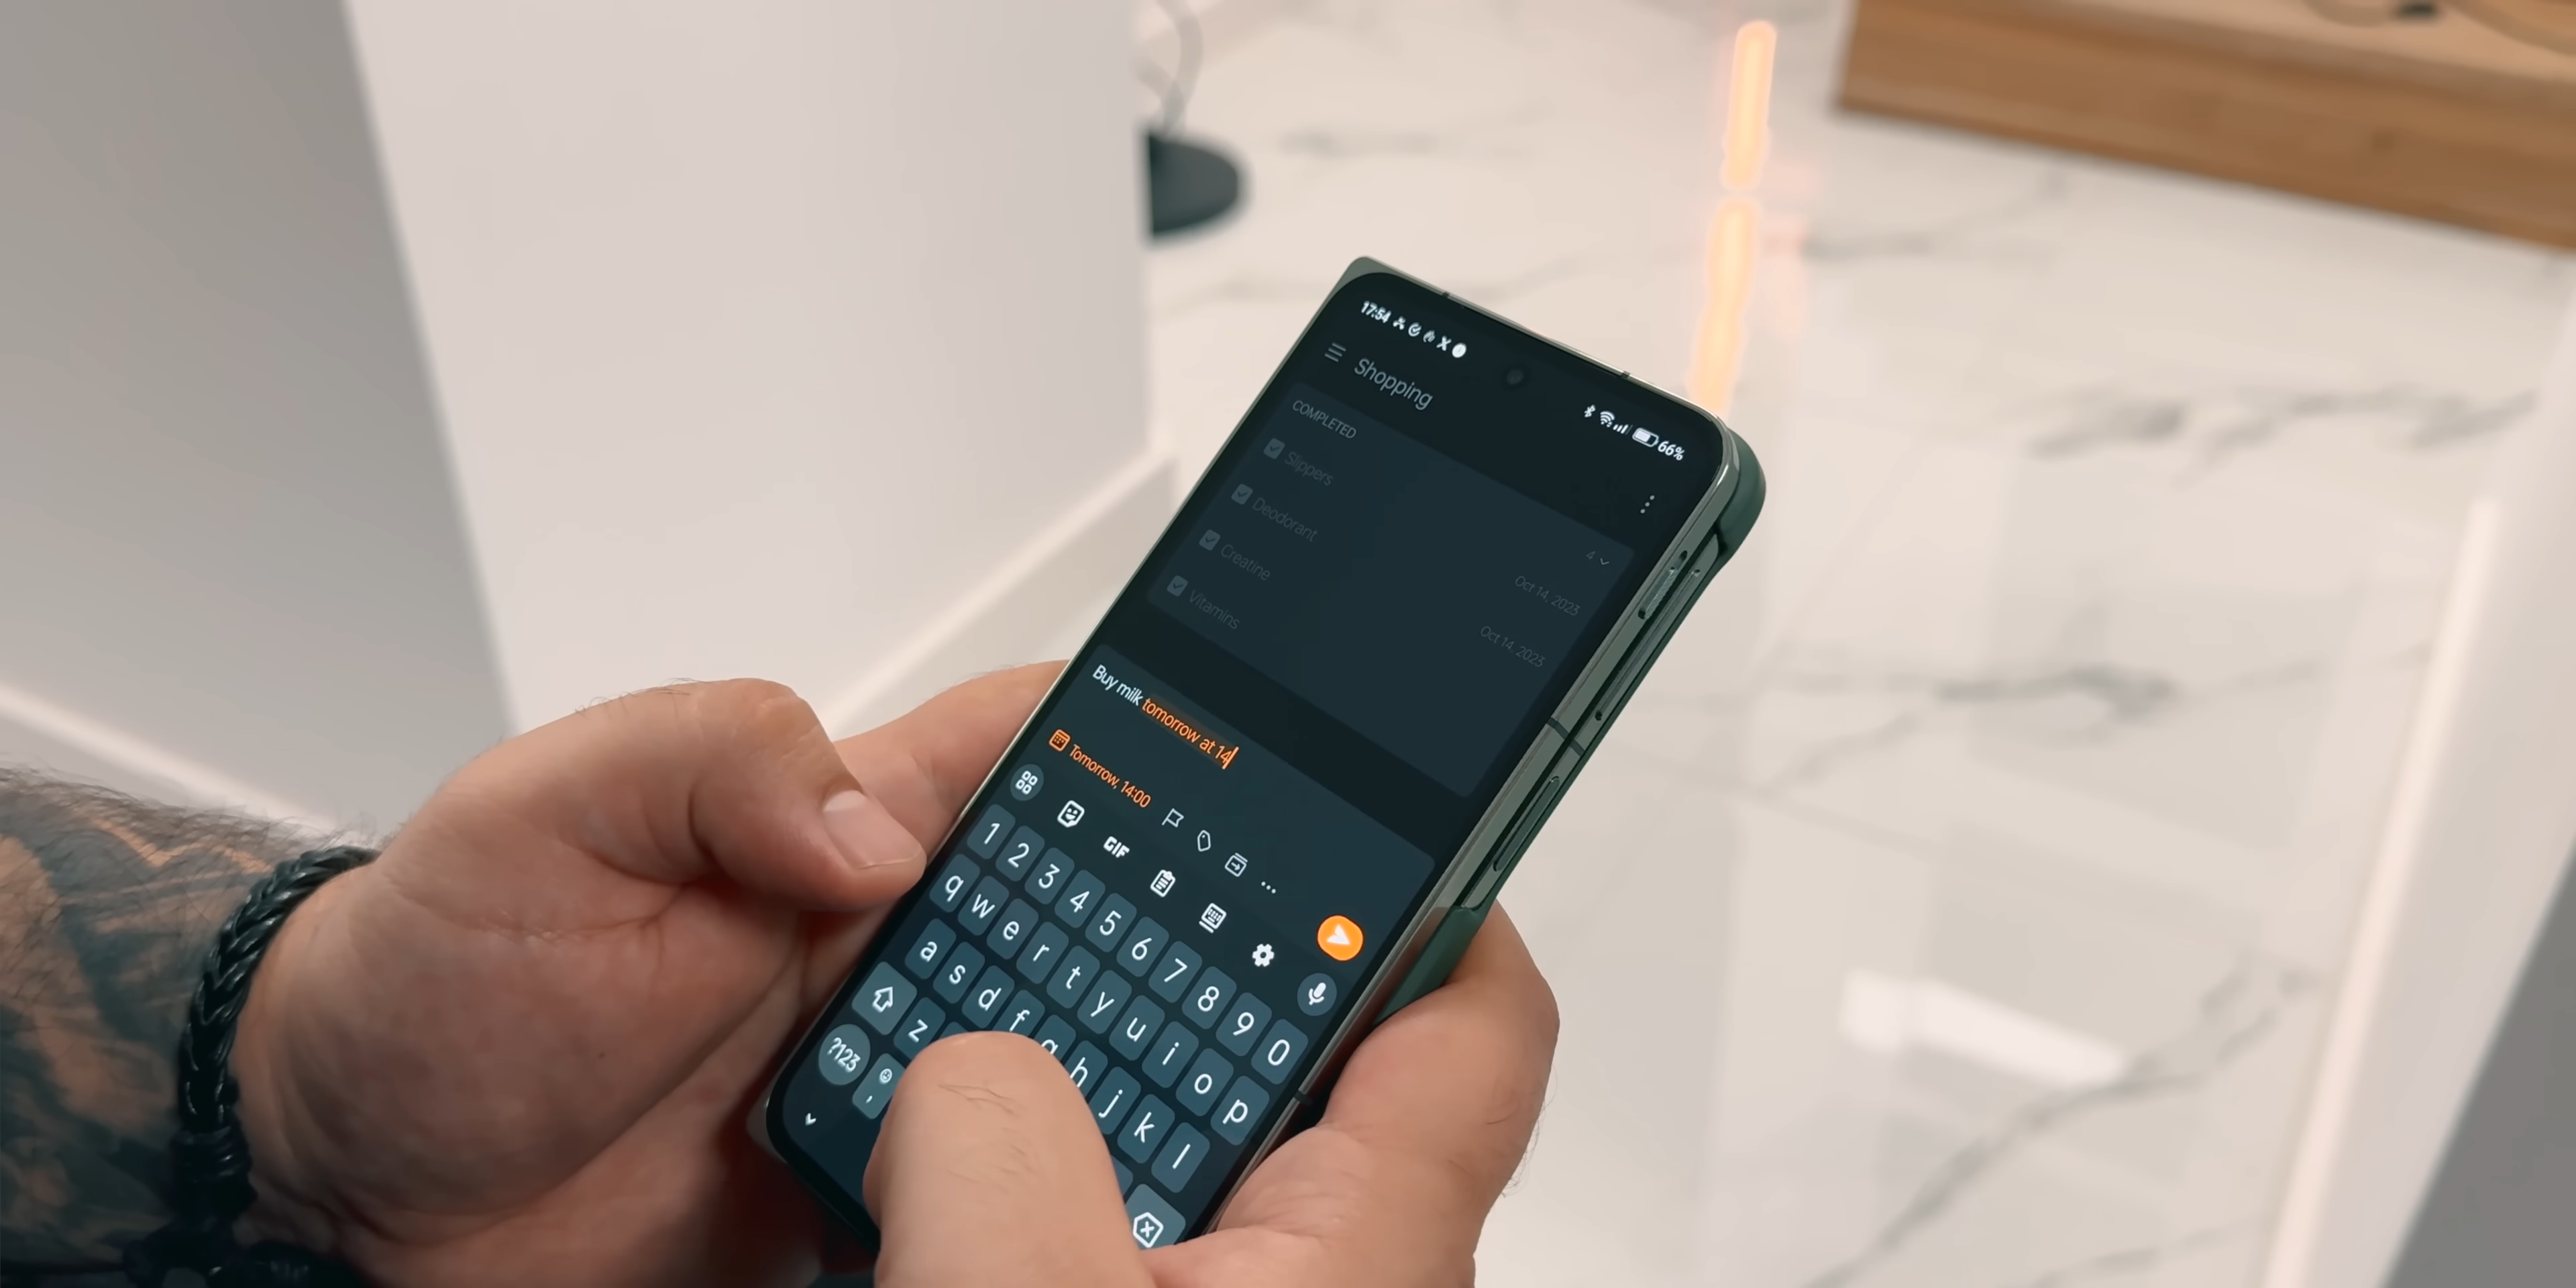 17:54
66%
Shopping
COMPLETED
4
Slippers
Oct 14, 2023
Deodorant
Oct 14, 2023
Creatine
Vitamins
Buy milk tomorrow at 14
Tomorrow, 14:00
GIF
1 2 3 4 5 6 7 8 9 0
q w e r t y u i o p
a s d f g h j k l
z
?123 ,